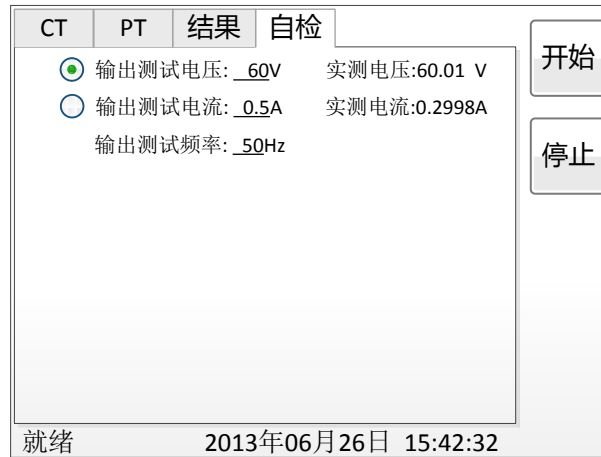 CT PT 结果 自检
开始
输出测试电压: 60V 实测电压:60.01 V
输出测试电流: 0.5A 实测电流:0.2998A
输出测试频率: 50Hz
停止
就绪 2013年06月26日 15:42:32